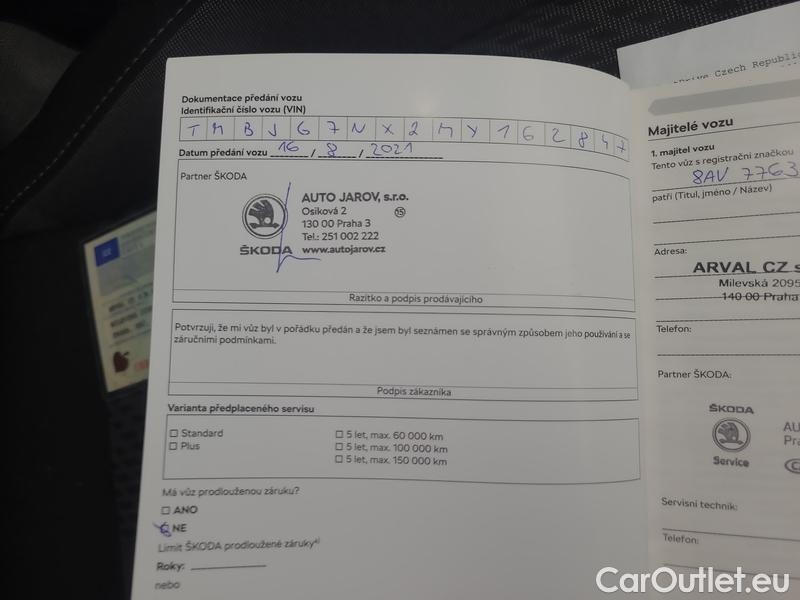 Dokumentace předání vozu
Identifikační číslo vozu (VIN)
T M B J G 7 N X 2 M Y 1 6 2 8 4 7
Datum předání vozu 16 / 8 / 2021
Partner ŠKODA
AUTO JAROV, s.r.o.
Osiková 2
130 00 Praha 3
Tel.: 251 002 222
www.autojarov.cz
15
ŠKODA
Razítko a podpis prodávajícího
Potvrzuji, že mi vůz byl v pořádku předán a že jsem byl seznámen se správným způsobem jeho používání a se
záručními podmínkami.
Podpis zákazníka
Varianta předplaceného servisu
☐ Standard
☐ Plus
☐ 5 let, max. 60 000 km
☐ 5 let, max. 100 000 km
☐ 5 let, max. 150 000 km
Má vůz prodlouženou záruku?
☐ ANO
☒ NE
Limit ŠKODA prodloužené záruky⁴⁾
Roky:
nebo
Czech Republic
Majitelé vozu
1. majitel vozu
Tento vůz s registrační značkou
8AV 7763
patří (Titul, jméno / Název)
Adresa:
ARVAL CZ s
Milevská 2095
140 00 Praha
Telefon:
Partner ŠKODA:
ŠKODA
Service
AU
Pra
Servisní technik:
Telefon:
CarOutlet.eu